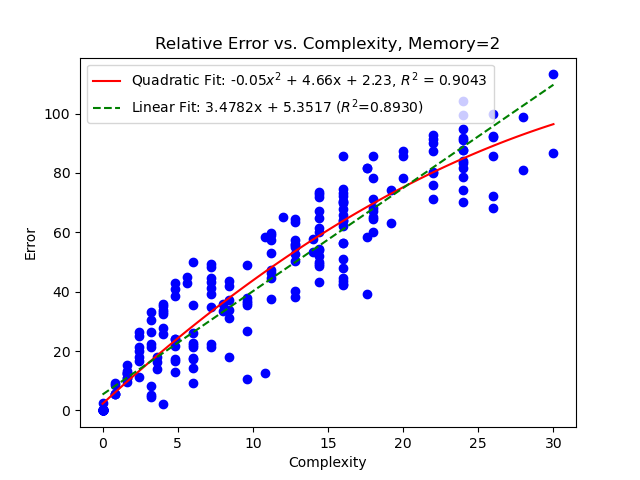 Relative Error vs. Complexity, Memory=2
Quadratic Fit: -0.05x² + 4.66x + 2.23, R² = 0.9043
Linear Fit: 3.4782x + 5.3517 (R²=0.8930)
Error
100
80
60
40
20
0
0 5 10 15 20 25 30
Complexity